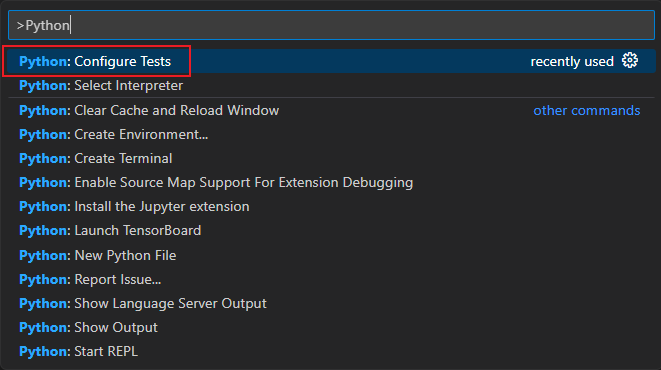 >Python
Python: Configure Tests recently used
Python: Select Interpreter
Python: Clear Cache and Reload Window other commands
Python: Create Environment...
Python: Create Terminal
Python: Enable Source Map Support For Extension Debugging
Python: Install the Jupyter extension
Python: Launch TensorBoard
Python: New Python File
Python: Report Issue...
Python: Show Language Server Output
Python: Show Output
Python: Start REPL